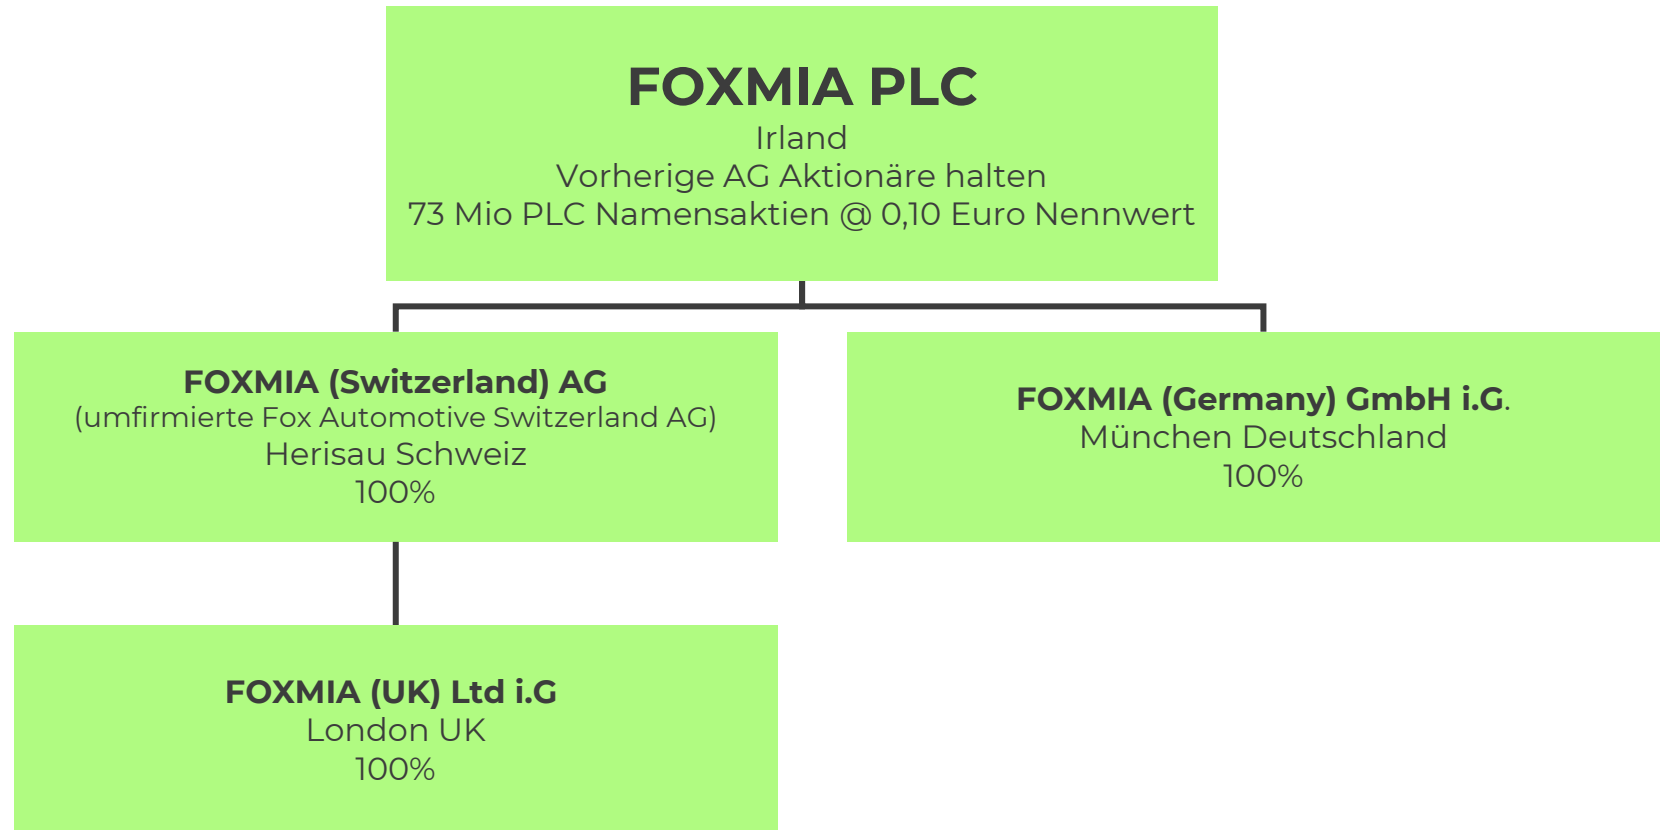 FOXMIA PLC
Irland
Vorherige AG Aktionäre halten
73 Mio PLC Namensaktien @ 0,10 Euro Nennwert
FOXMIA (Switzerland) AG
(umfirmierte Fox Automotive Switzerland AG)
Herisau Schweiz
100%
FOXMIA (Germany) GmbH i.G.
München Deutschland
100%
FOXMIA (UK) Ltd i.G
London UK
100%